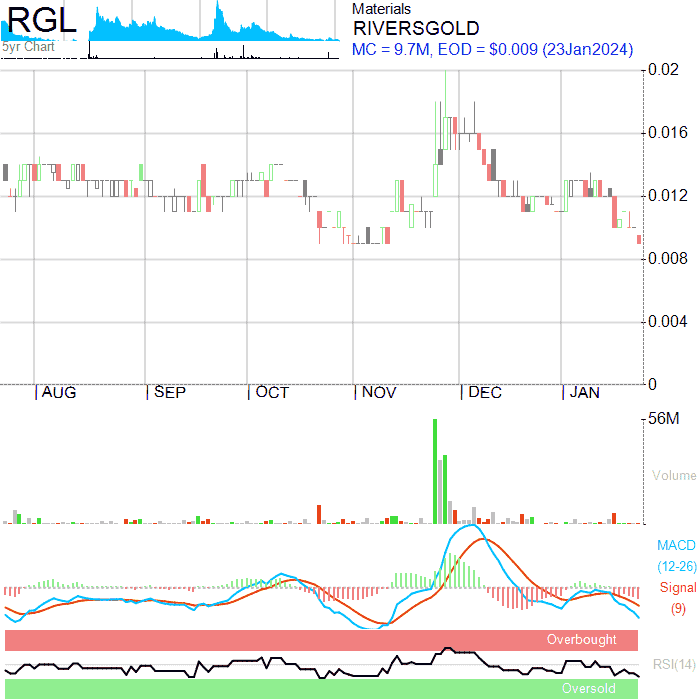 RGL
5yr Chart
Materials
RIVERSGOLD
MC = 9.7M, EOD = $0.009 (23Jan2024)
0.02
0.016
0.012
0.008
0.004
0
AUG SEP OCT NOV DEC JAN
56M
Volume
MACD
(12-26)
Signal
(9)
Overbought
RSI(14)
Oversold